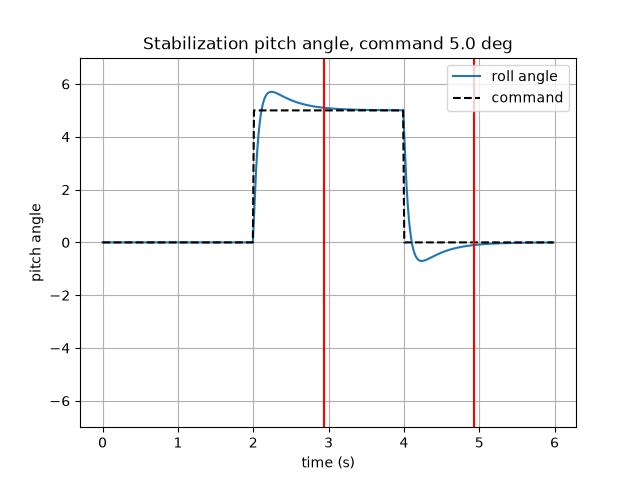 Stabilization pitch angle, command 5.0 deg
roll angle
command
pitch angle
6
4
2
0
−2
−4
−6
0 1 2 3 4 5 6
time (s)